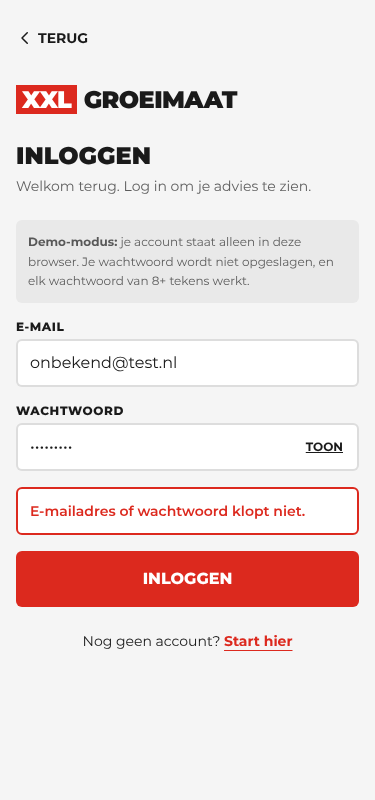 TERUG
XXL GROEIMAAT
INLOGGEN
Welkom terug. Log in om je advies te zien.
Demo-modus: je account staat alleen in deze
browser. Je wachtwoord wordt niet opgeslagen, en
elk wachtwoord van 8+ tekens werkt.
E-MAIL
onbekend@test.nl
WACHTWOORD
••••••••• TOON
E-mailadres of wachtwoord klopt niet.
INLOGGEN
Nog geen account? Start hier